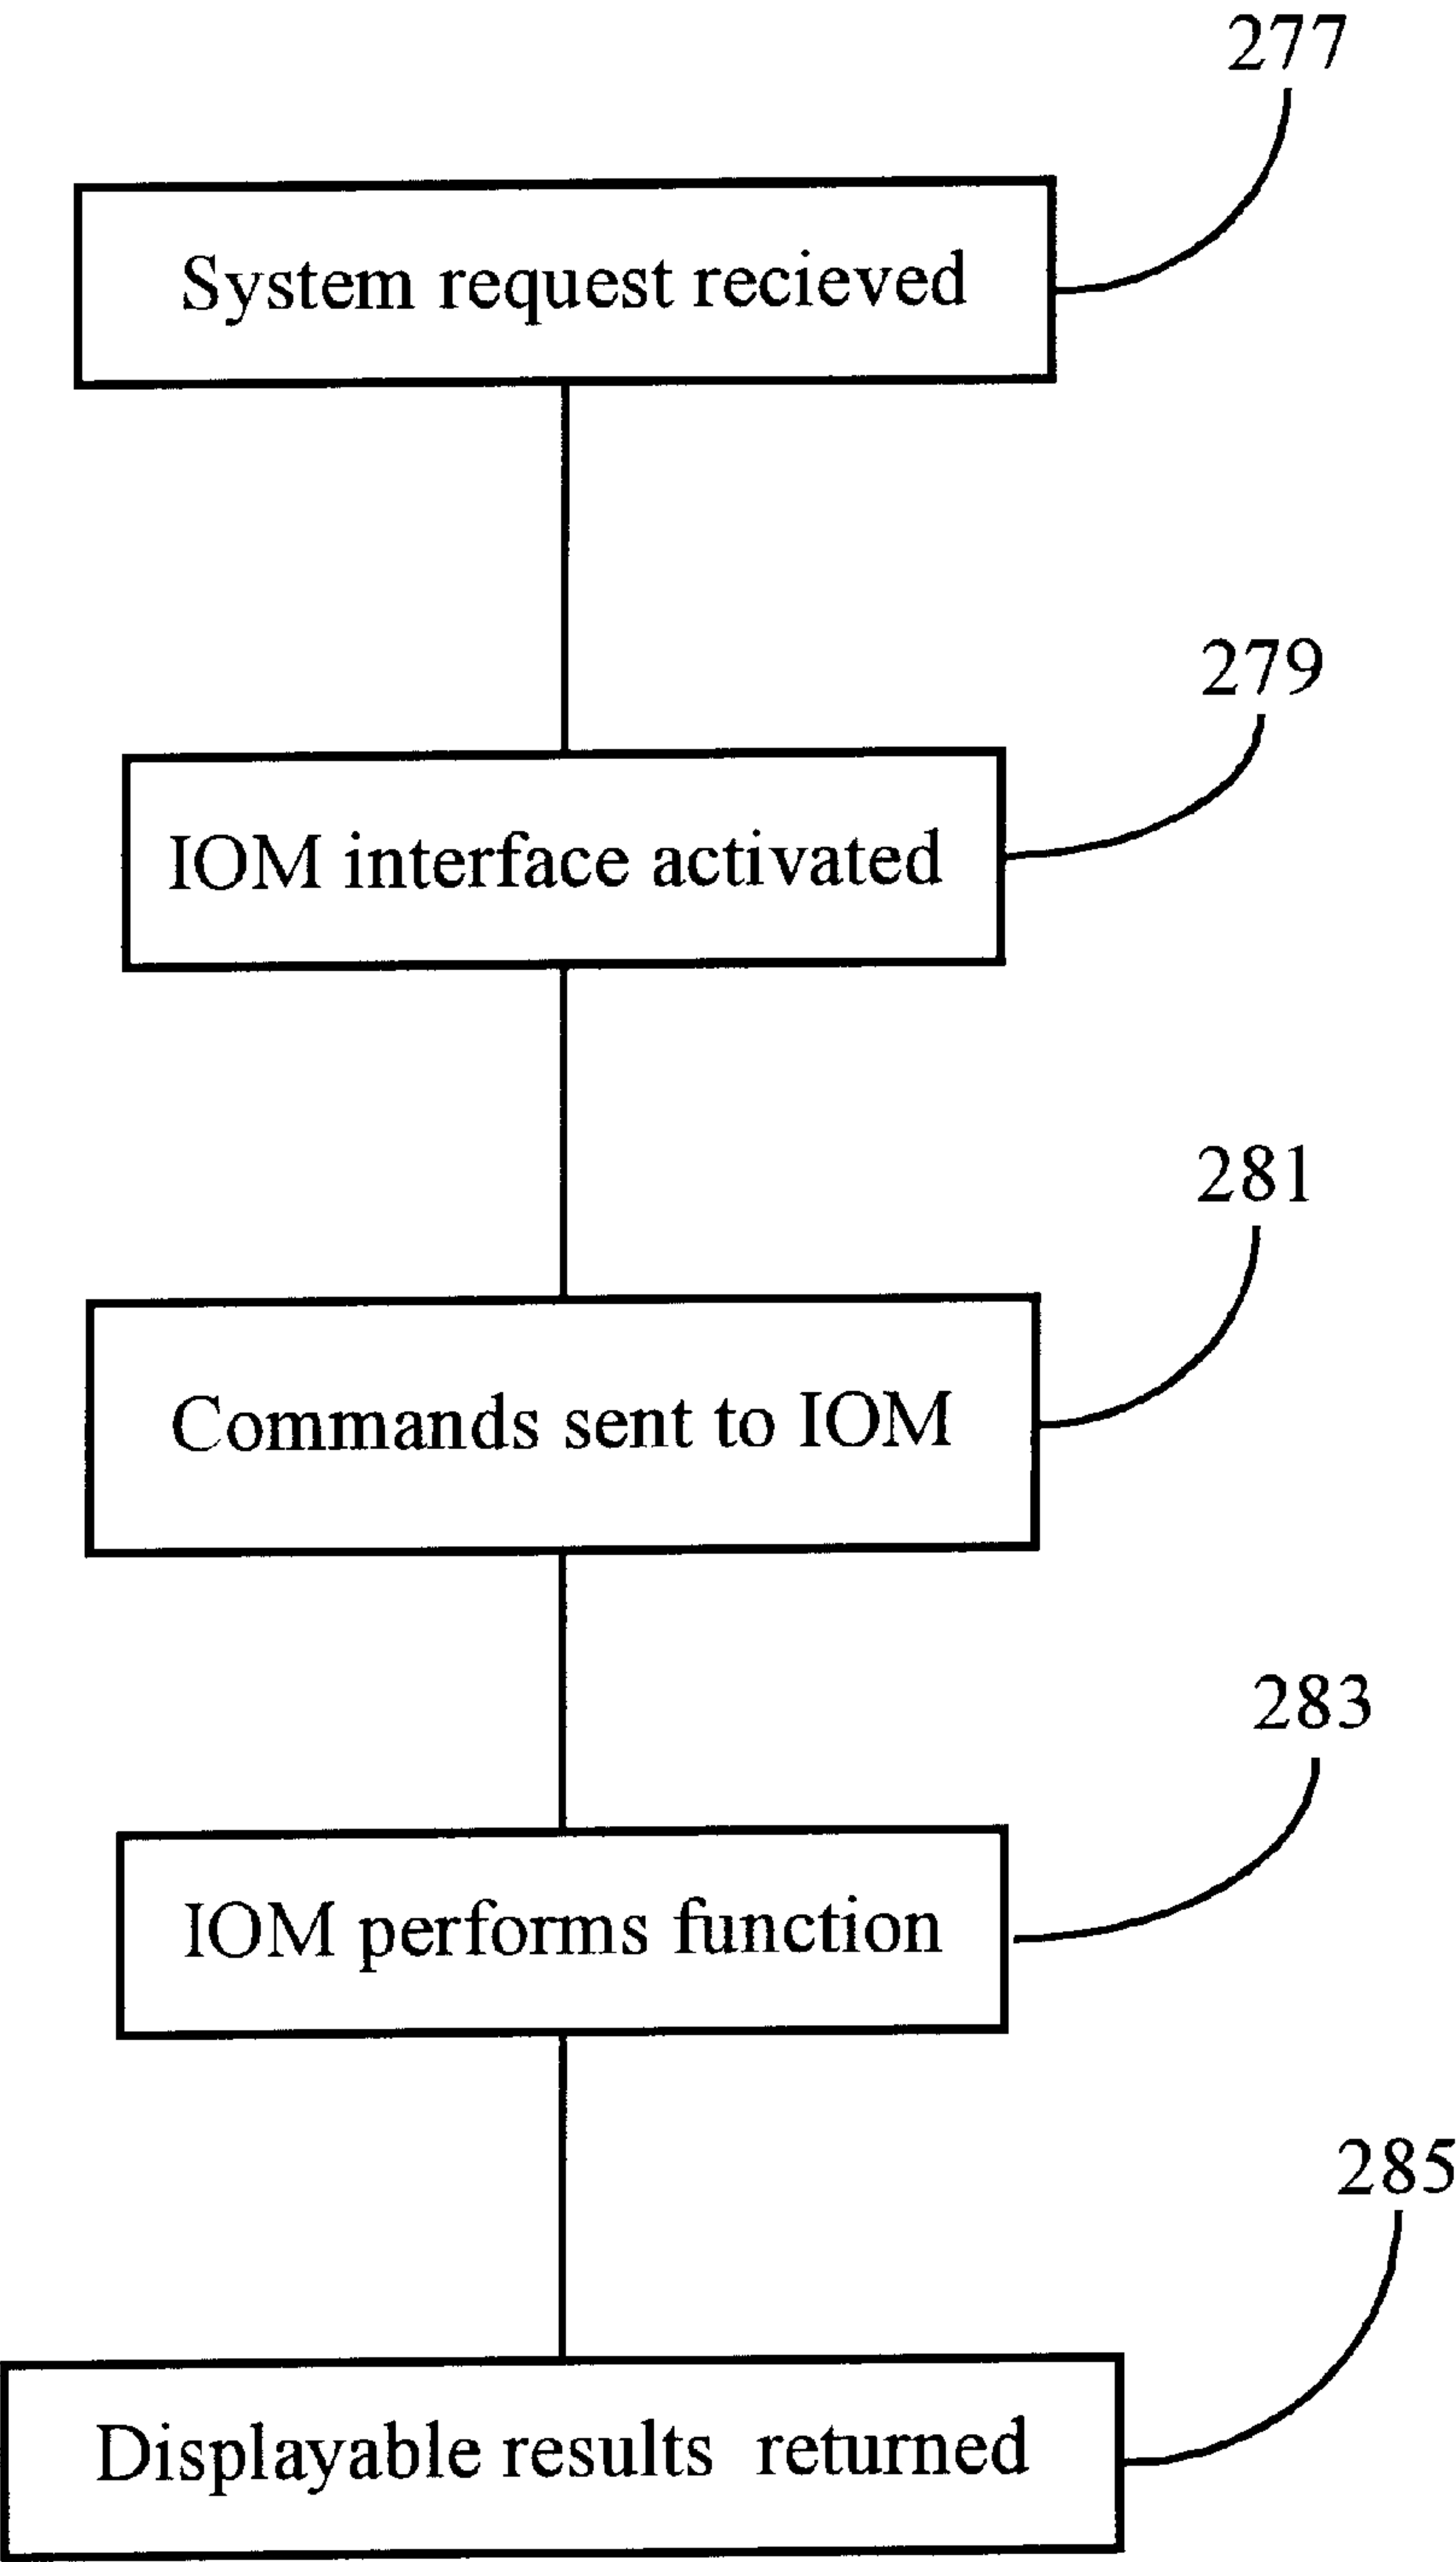 277
System request recieved
279
IOM interface activated
281
Commands sent to IOM
283
IOM performs function
285
Displayable results returned